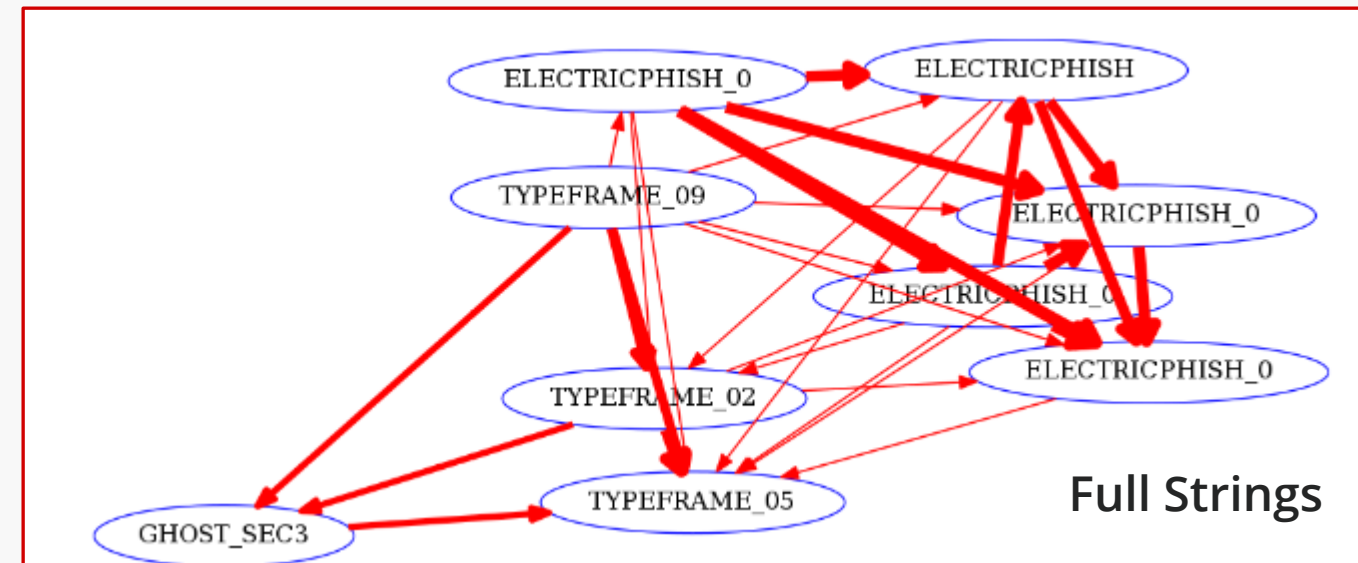 ELECTRICPHISH_0
ELECTRICPHISH
TYPEFRAME_09
ELECTRICPHISH_0
ELECTRICPHISH_0
ELECTRICPHISH_0
TYPEFRAME_02
TYPEFRAME_05
Full Strings
GHOST_SEC3